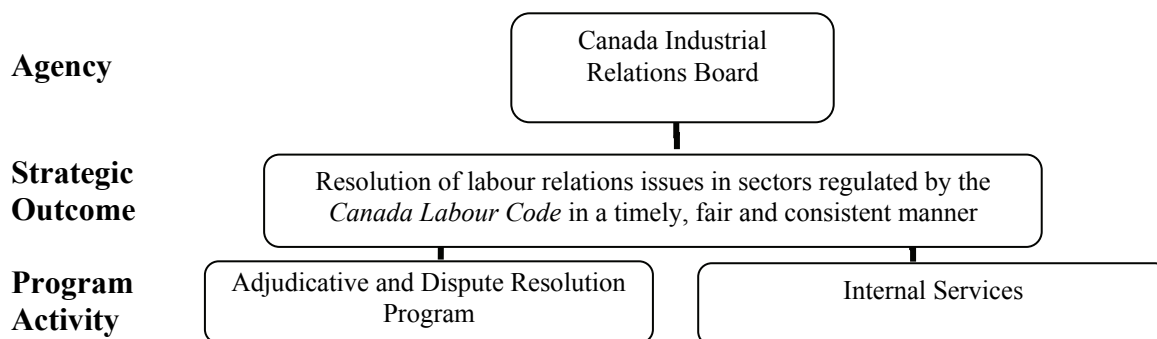 Agency
Canada Industrial
Relations Board
Strategic
Outcome
Resolution of labour relations issues in sectors regulated by the
Canada Labour Code in a timely, fair and consistent manner
Program
Activity
Adjudicative and Dispute Resolution
Program
Internal Services